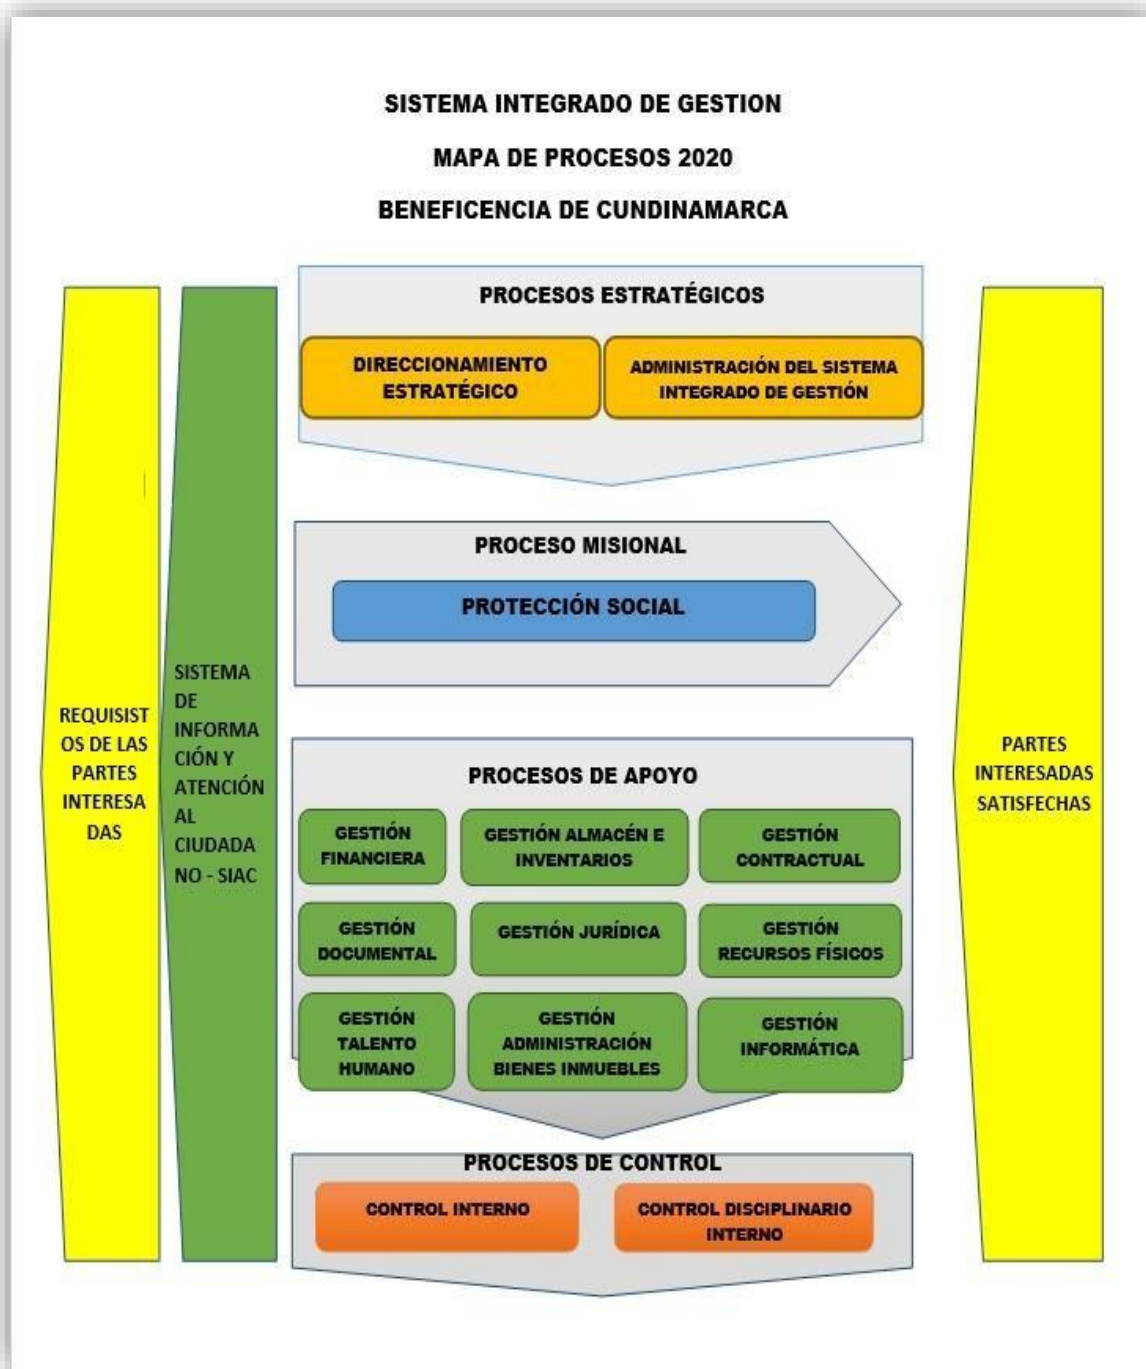 SISTEMA INTEGRADO DE GESTION
MAPA DE PROCESOS 2020
BENEFICENCIA DE CUNDINAMARCA
REQUISIST
OS DE LAS
PARTES
INTERESA
DAS
SISTEMA
DE
INFORMA
CIÓN Y
ATENCIÓN
AL
CIUDADA
NO - SIAC
PROCESOS ESTRATÉGICOS
DIRECCIONAMIENTO
ESTRATÉGICO
ADMINISTRACIÓN DEL SISTEMA
INTEGRADO DE GESTIÓN
PROCESO MISIONAL
PROTECCIÓN SOCIAL
PROCESOS DE APOYO
GESTIÓN
FINANCIERA
GESTIÓN ALMACÉN E
INVENTARIOS
GESTIÓN
CONTRACTUAL
GESTIÓN
DOCUMENTAL
GESTIÓN JURÍDICA
GESTIÓN
RECURSOS FÍSICOS
GESTIÓN
TALENTO
HUMANO
GESTIÓN
ADMINISTRACIÓN
BIENES INMUEBLES
GESTIÓN
INFORMÁTICA
PROCESOS DE CONTROL
CONTROL INTERNO
CONTROL DISCIPLINARIO
INTERNO
PARTES
INTERESADAS
SATISFECHAS